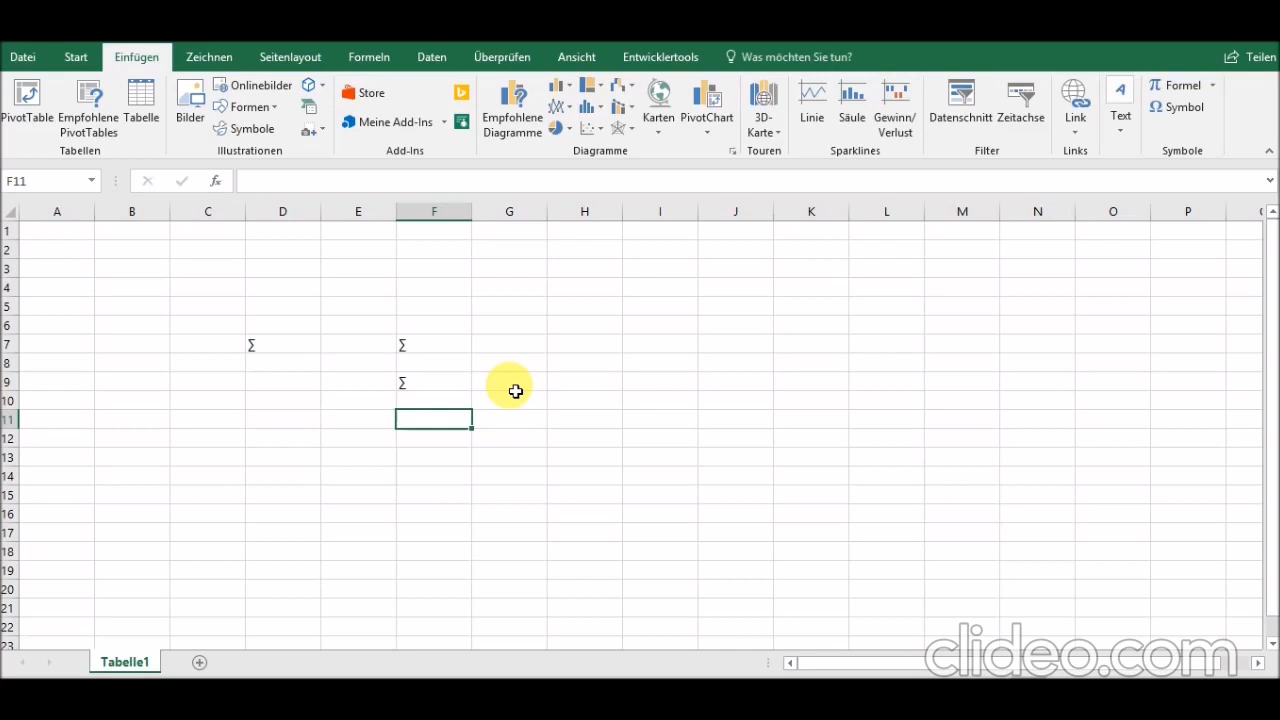 Datei Start Einfügen Zeichnen Seitenlayout Formeln Daten Überprüfen Ansicht Entwicklertools Was möchten Sie tun? Teilen
PivotTable Empfohlene PivotTables Tabelle
Tabellen
Bilder Onlinebilder Formen Symbole
Illustrationen
Store Meine Add-Ins
Add-Ins
Empfohlene Diagramme Karten PivotChart
Diagramme
3D-Karte
Touren
Linie Säule Gewinn/Verlust
Sparklines
Datenschnitt Zeitachse
Filter
Link
Links
A
Text
π Formel
Ω Symbol
Symbole
F11 fx
A B C D E F G H I J K L M N O P
1
2
3
4
5
6
7 Σ Σ
8
9 Σ
10
11
12
13
14
15
16
17
18
19
20
21
22
23
Tabelle1
clideo.com